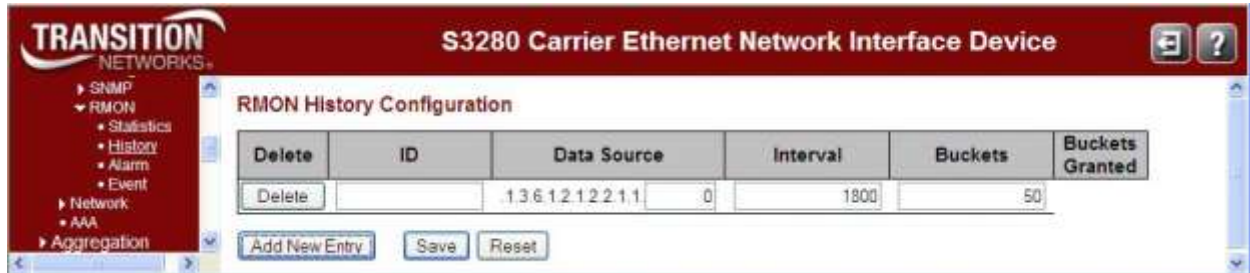 TRANSITION
NETWORKS
S3280 Carrier Ethernet Network Interface Device
?
SNMP
RMON
Statistics
History
Alarm
Event
Network
AAA
Aggregation
RMON History Configuration
Delete ID Data Source Interval Buckets Buckets Granted
Delete .1.3.6.1.2.1.2.2.1.1. 0 1800 50
Add New Entry Save Reset